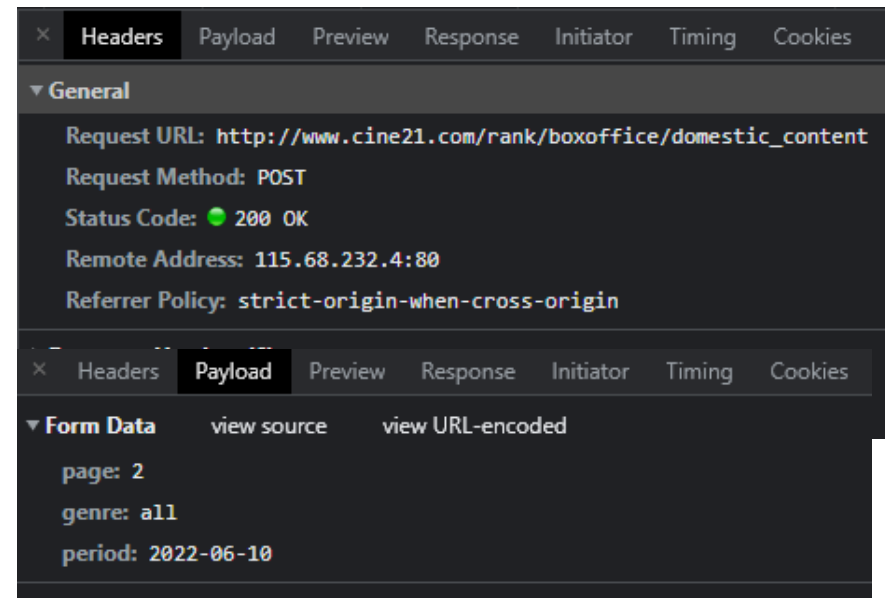 × Headers Payload Preview Response Initiator Timing Cookies
▼ General
Request URL: http://www.cine21.com/rank/boxoffice/domestic_content
Request Method: POST
Status Code: 200 OK
Remote Address: 115.68.232.4:80
Referrer Policy: strict-origin-when-cross-origin
× Headers Payload Preview Response Initiator Timing Cookies
▼ Form Data view source view URL-encoded
page: 2
genre: all
period: 2022-06-10